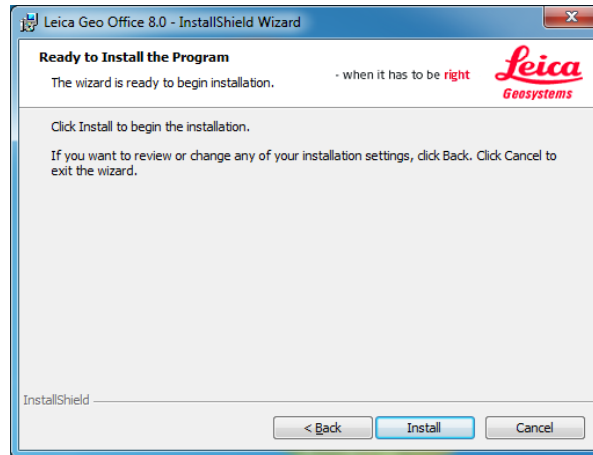 Leica Geo Office 8.0 - InstallShield Wizard
Ready to Install the Program
The wizard is ready to begin installation.
- when it has to be right
Leica
Geosystems
Click Install to begin the installation.
If you want to review or change any of your installation settings, click Back. Click Cancel to
exit the wizard.
InstallShield
< Back
Install
Cancel